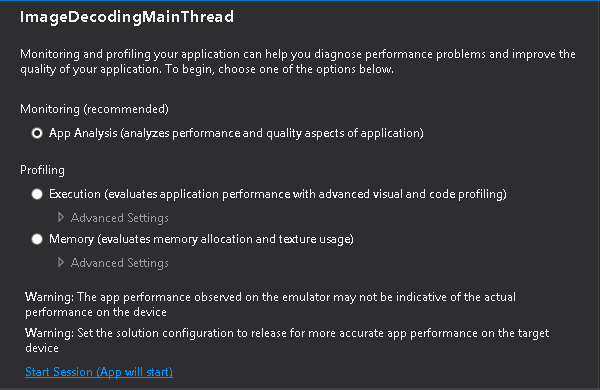 ImageDecodingMainThread
Monitoring and profiling your application can help you diagnose performance problems and improve the
quality of your application. To begin, choose one of the options below.
Monitoring (recommended)
App Analysis (analyzes performance and quality aspects of application)
Profiling
Execution (evaluates application performance with advanced visual and code profiling)
Advanced Settings
Memory (evaluates memory allocation and texture usage)
Advanced Settings
Warning: The app performance observed on the emulator may not be indicative of the actual
performance on the device
Warning: Set the solution configuration to release for more accurate app performance on the target
device
Start Session (App will start)